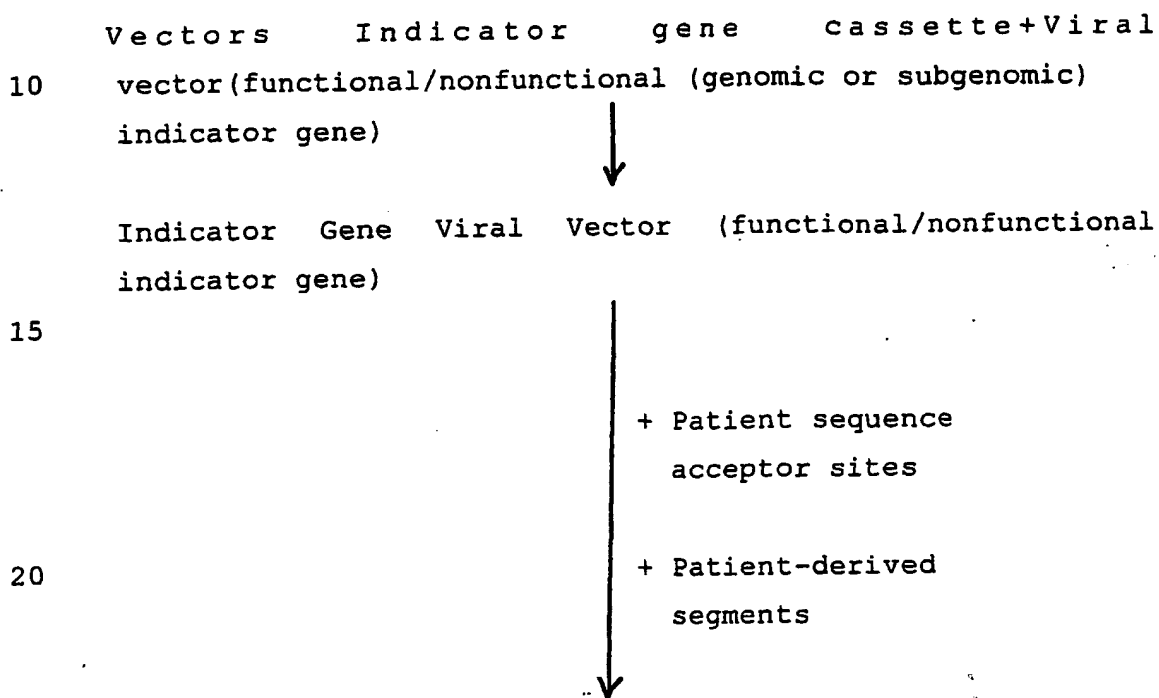 Vectors Indicator gene cassette+Viral
10 vector(functional/nonfunctional (genomic or subgenomic)
indicator gene)
Indicator Gene Viral Vector (functional/nonfunctional
indicator gene)
15
+ Patient sequence
acceptor sites
20 + Patient-derived
segments